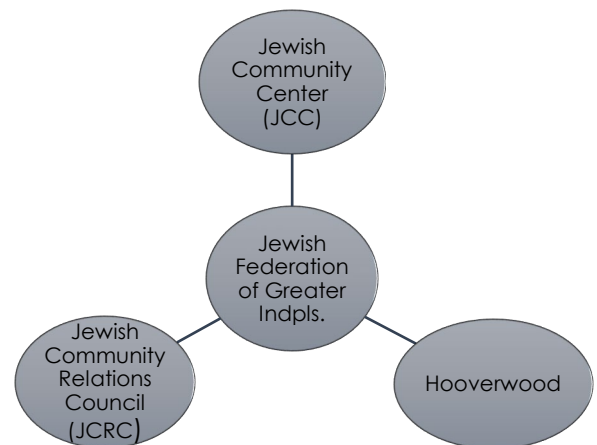 Jewish
Community
Center
(JCC)
Jewish
Federation
of Greater
Indpls.
Jewish
Community
Relations
Council
(JCRC)
Hooverwood